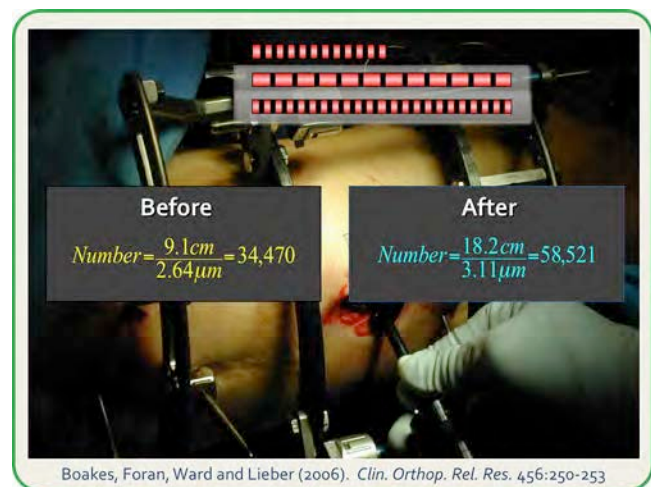 Before
Number=9.1cm/2.64μm=34,470
After
Number=18.2cm/3.11μm=58,521
Boakes, Foran, Ward and Lieber (2006). Clin. Orthop. Rel. Res. 456:250-253